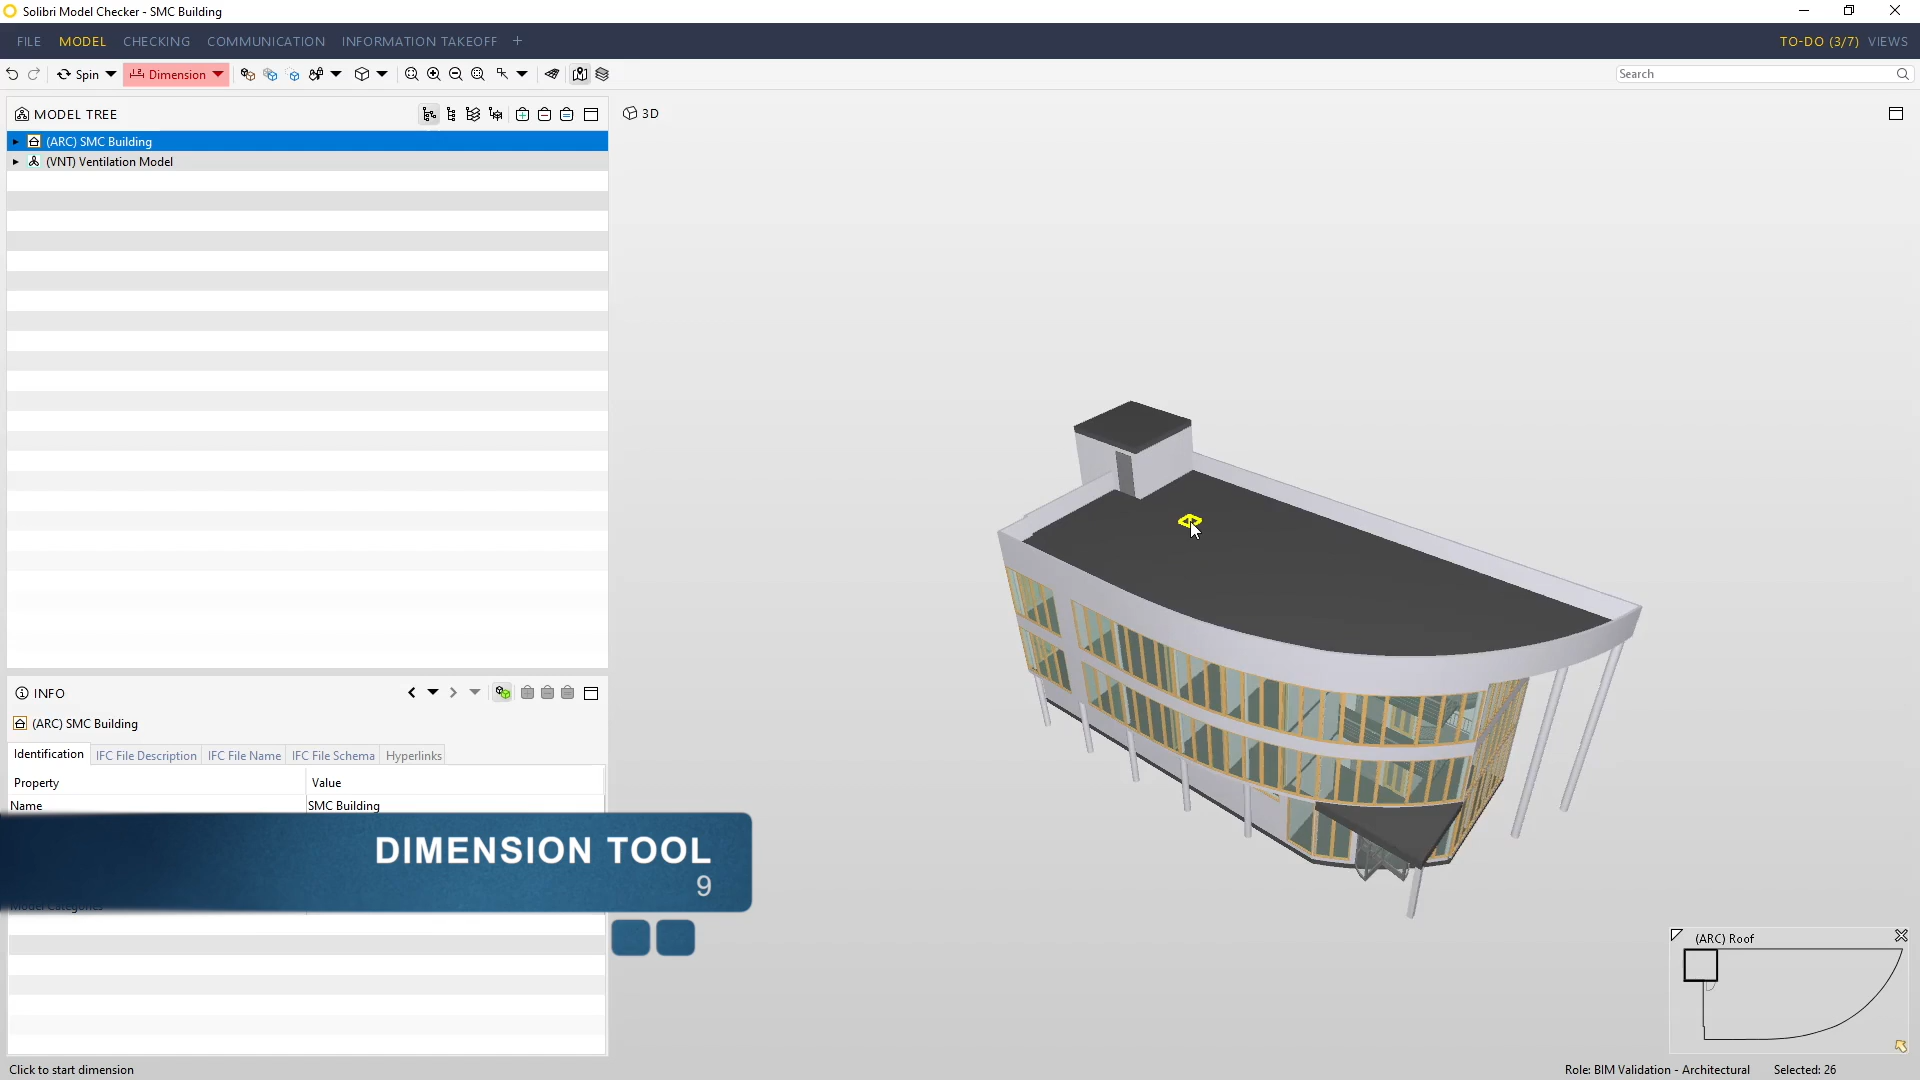 Solibri Model Checker - SMC Building
FILE MODEL CHECKING COMMUNICATION INFORMATION TAKEOFF +
TO-DO (3/7) VIEWS
Spin Dimension
Search
MODEL TREE
3D
(ARC) SMC Building
(VNT) Ventilation Model
INFO
(ARC) SMC Building
Identification IFC File Description IFC File Name IFC File Schema Hyperlinks
Property Value
Name SMC Building
DIMENSION TOOL
9
Model Categories
(ARC) Roof
Click to start dimension
Role: BIM Validation - Architectural Selected: 26